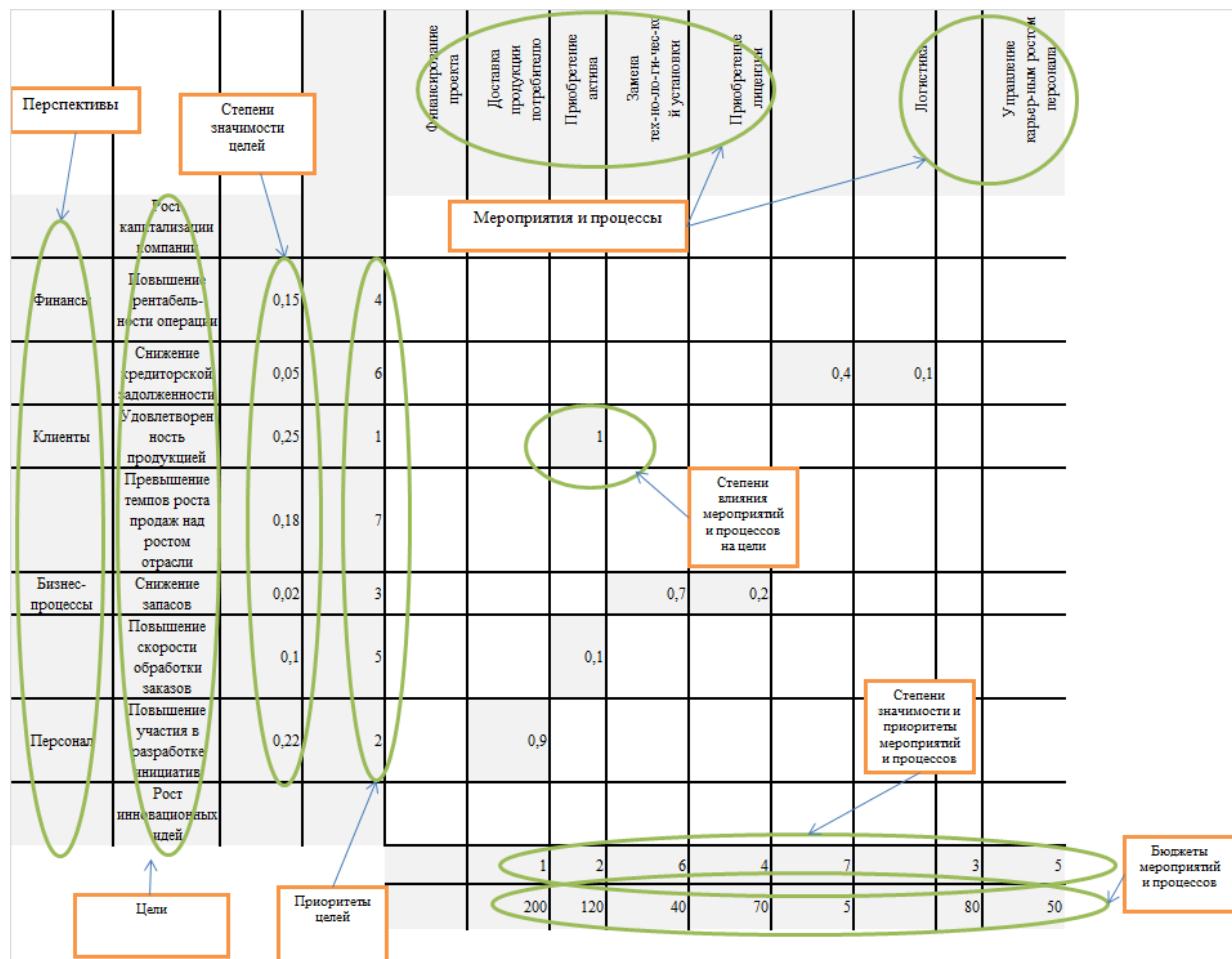 Финансирование
проекта
Доставка
продукции
потребителю
Приобретение
актива
Замена
тех-но-ло-ги-чес-ко
й установки
Приобретение
лицензии
Логистика
Управление
карьер-ным ростом
персонала
Перспективы
Степени
значимости
целей
Мероприятия и процессы
Рост
капитализации
компании
Финансы
Повышение
рентабель-
ности операции
0,15
4
Снижение
кредиторской
задолженности
0,05
6
0,4
0,1
Клиенты
Удовлетворен
ность
продукцией
0,25
1
1
Степени
влияния
мероприятий
и процессов
на цели
Превышение
темпов роста
продаж над
ростом
отрасли
0,18
7
Бизнес-
процессы
Снижение
запасов
0,02
3
0,7
0,2
Повышение
скорости
обработки
заказов
0,1
5
0,1
Степени
значимости и
приоритеты
мероприятий
и процессов
Персонал
Повышение
участия в
разработке
инициатив
0,22
2
0,9
Рост
инновационных
идей
1 2 6 4 7 3 5
200 120 40 70 5 80 50
Бюджеты
мероприятий
и процессов
Цели
Приоритеты
целей